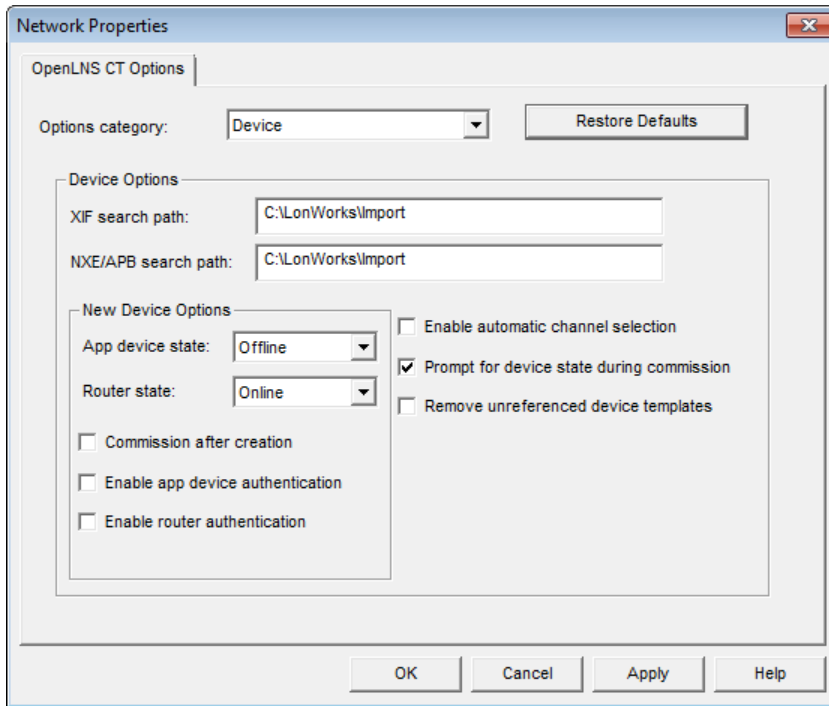 Network Properties
OpenLNS CT Options
Options category: Device Restore Defaults
Device Options
XIF search path: C:\LonWorks\Import
NXE/APB search path: C:\LonWorks\Import
New Device Options
App device state: Offline
Router state: Online
Commission after creation
Enable app device authentication
Enable router authentication
Enable automatic channel selection
Prompt for device state during commission
Remove unreferenced device templates
OK Cancel Apply Help